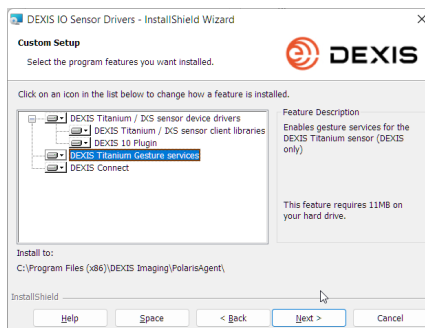 DEXIS IO Sensor Drivers - InstallShield Wizard
Custom Setup
Select the program features you want installed.
DEXIS
Click on an icon in the list below to change how a feature is installed.
DEXIS Titanium / IXS sensor device drivers
DEXIS Titanium / IXS sensor client libraries
DEXIS 10 Plugin
DEXIS Titanium Gesture services
DEXIS Connect
Feature Description
Enables gesture services for the
DEXIS Titanium sensor (DEXIS
only)
This feature requires 11MB on
your hard drive.
Install to:
C:\Program Files (x86)\DEXIS Imaging\PolarisAgent\
InstallShield
Help
Space
< Back
Next >
Cancel